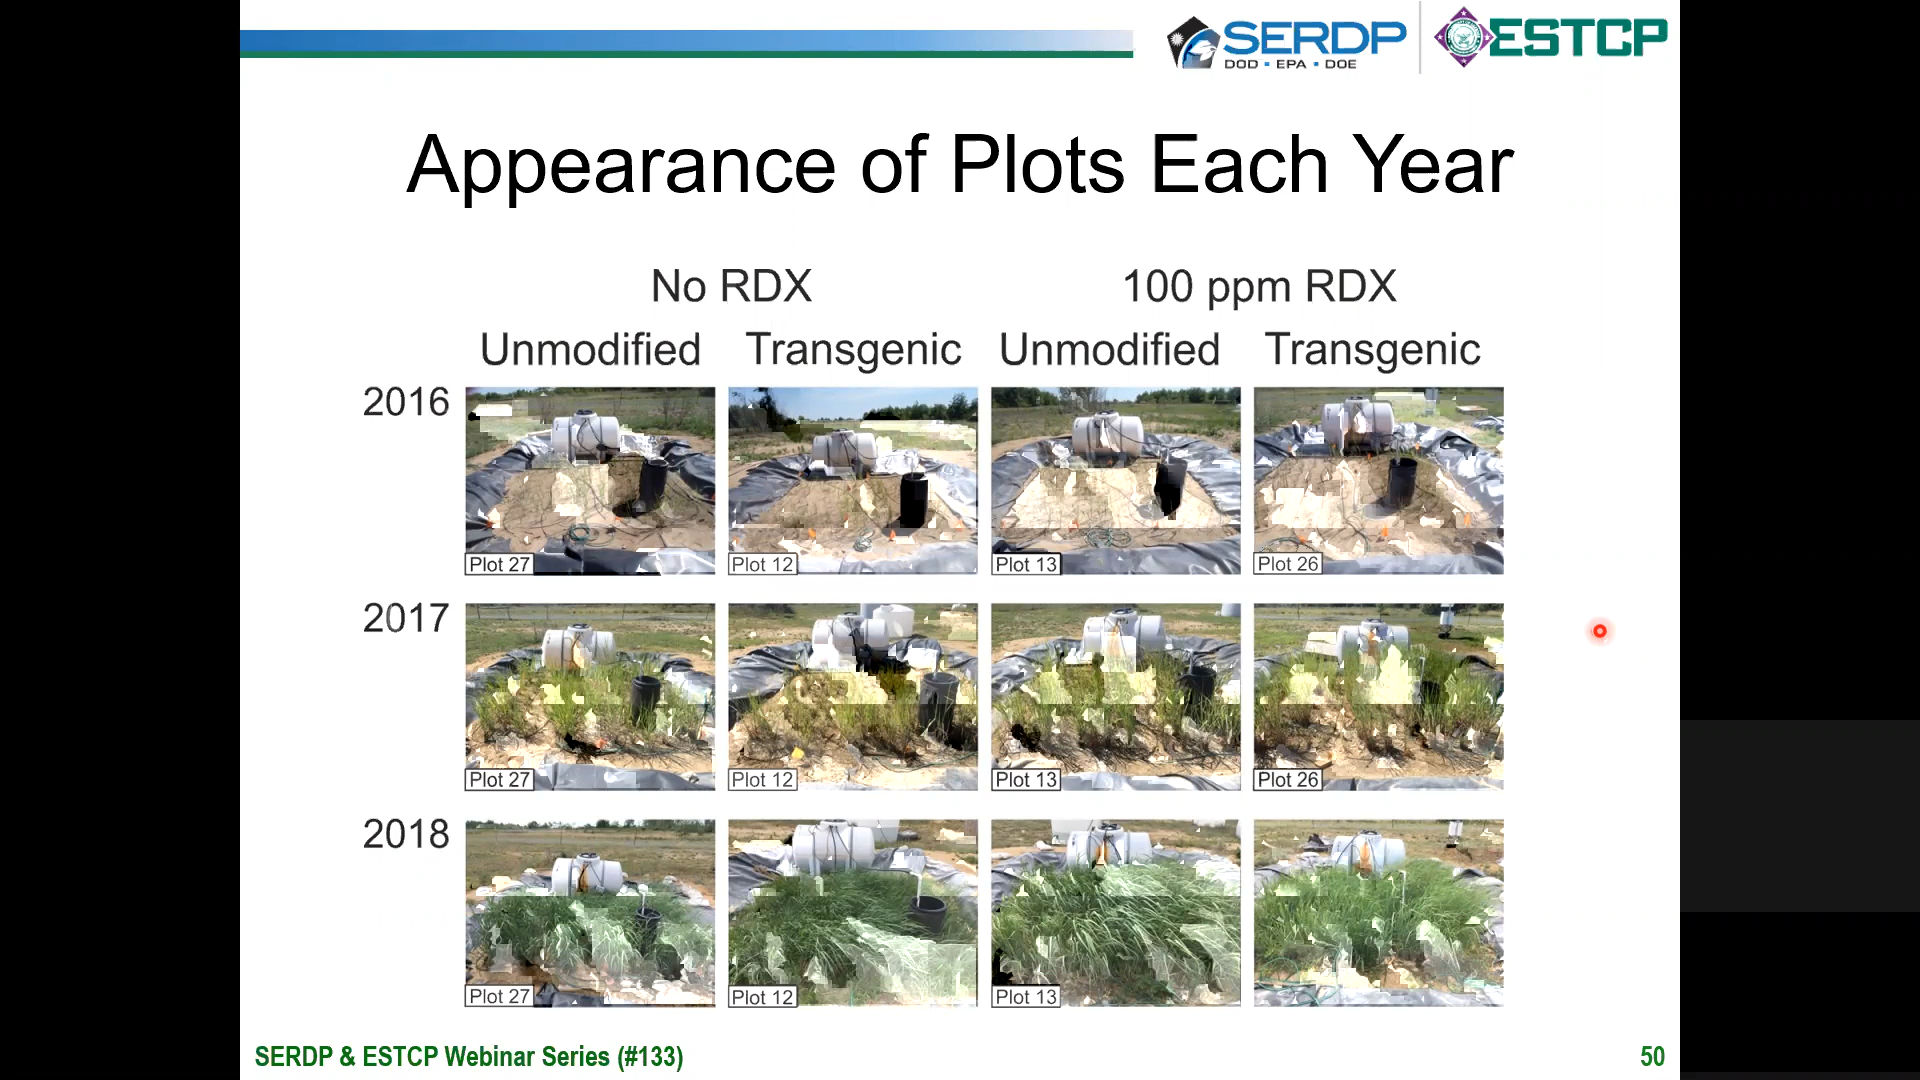 SERDP
DOD • EPA • DOE
ESTCP
Appearance of Plots Each Year
No RDX
100 ppm RDX
Unmodified
Transgenic
Unmodified
Transgenic
2016
Plot 27
Plot 12
Plot 13
Plot 26
2017
Plot 27
Plot 12
Plot 13
Plot 26
2018
Plot 27
Plot 12
Plot 13
SERDP & ESTCP Webinar Series (#133)
50